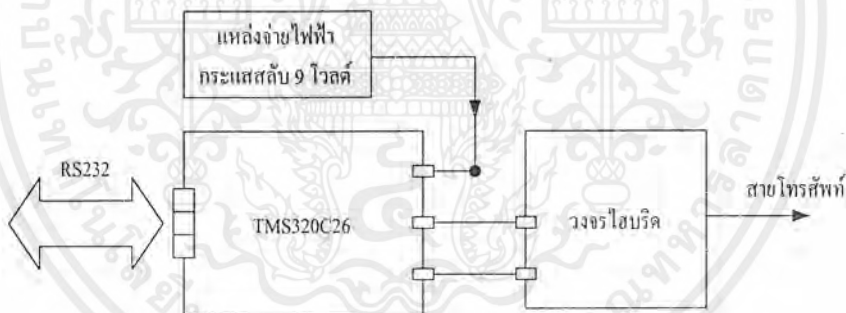 แหล่งจ่ายไฟฟ้า
กระแสสลับ 9 โวลต์
RS232
TMS320C26
วงจรไฮบริด
สายโทรศัพท์